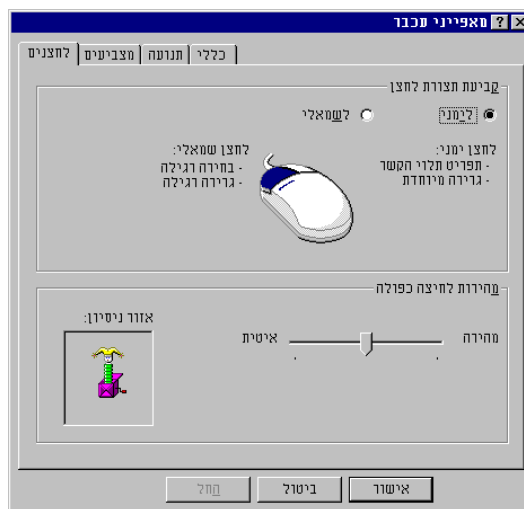 מאפייני עכבר
לחצנים
מצביעים
תנועה
כללי
קביעת תצורת לחצן
לימני
לשמאלי
לחצן ימני:
- תפריט תלוי הקשר
- גרירה מיוחדת
לחצן שמאלי:
- בחירה רגילה
- גרירה רגילה
מהירות לחיצה כפולה
מהירה
איטית
אזור ניסיון:
אישור
ביטול
החל